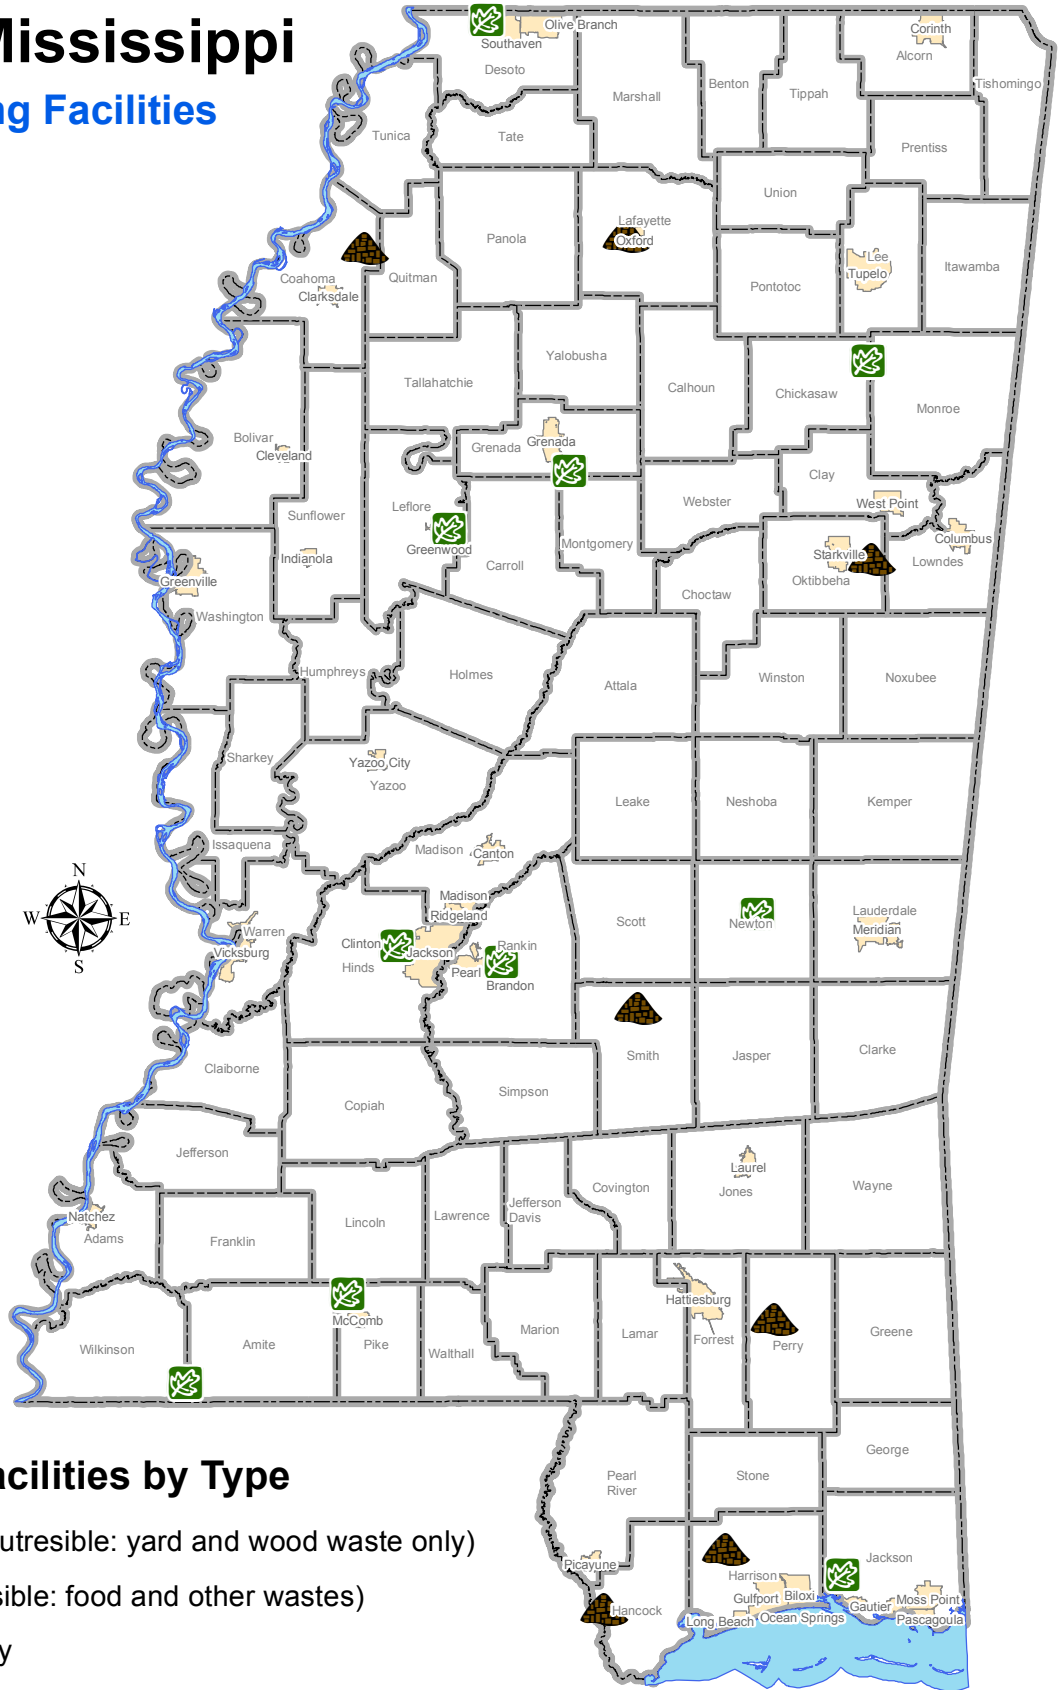 Mississippi
ng Facilities
Olive Branch
Southaven
Desoto
Corinth
Alcorn
Tishomingo
Benton
Tippah
Marshall
Tunica
Tate
Prentiss
Union
Lafayette
Oxford
Panola
Coahoma
Clarksdale
Quitman
Lee
Tupelo
Itawamba
Pontotoc
Yalobusha
Tallahatchie
Calhoun
Chickasaw
Monroe
Bolivar
Cleveland
Grenada
Grenada
Clay
Webster
West Point
Leflore
Greenwood
Sunflower
Indianola
Carroll
Montgomery
Starkville
Oktibbeha
Columbus
Lowndes
Greenville
Washington
Choctaw
Humphreys
Holmes
Attala
Winston
Noxubee
Sharkey
Yazoo City
Yazoo
Leake
Neshoba
Kemper
Issaquena
Madison
Canton
N
W
E
S
Madison
Ridgeland
Warren
Vicksburg
Clinton
Hinds
Jackson
Rankin
Pearl
Brandon
Scott
Newton
Lauderdale
Meridian
Claiborne
Smith
Jasper
Clarke
Copiah
Simpson
Jefferson
Natchez
Adams
Franklin
Lincoln
Lawrence
Jefferson
Davis
Covington
Laurel
Jones
Wayne
Wilkinson
Amite
McComb
Pike
Walthall
Marion
Lamar
Hattiesburg
Forrest
Perry
Greene
George
Pearl
River
Stone
acilities by Type
utresible: yard and wood waste only)
sible: food and other wastes)
y
Picayune
Hancock
Harrison
Gulfport
Biloxi
Long Beach
Ocean Springs
Jackson
Gautier
Moss Point
Pascagoula